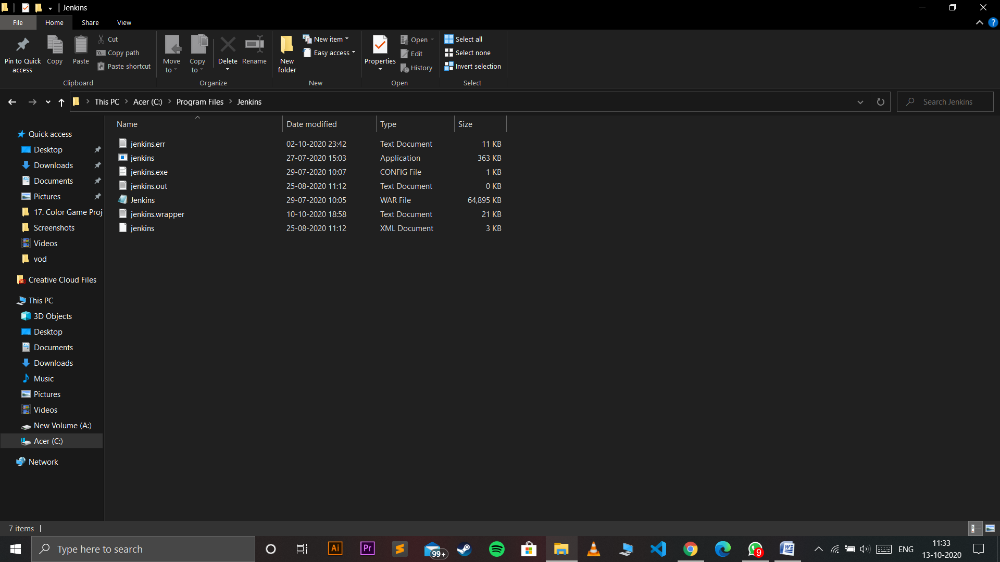 Jenkins
File Home Share View
Pin to Quick access
Copy
Paste
Cut
Copy path
Paste shortcut
Clipboard
Move to
Copy to
Delete
Rename
Organize
New folder
New item
Easy access
New
Properties
Open
Edit
History
Open
Select all
Select none
Invert selection
Select
This PC > Acer (C:) > Program Files > Jenkins
Search Jenkins
Name Date modified Type Size
jenkins.err 02-10-2020 23:42 Text Document 11 KB
jenkins 27-07-2020 15:03 Application 363 KB
jenkins.exe 29-07-2020 10:07 CONFIG File 1 KB
jenkins.out 25-08-2020 11:12 Text Document 0 KB
Jenkins 29-07-2020 10:05 WAR File 64,895 KB
jenkins.wrapper 10-10-2020 18:58 Text Document 21 KB
jenkins 25-08-2020 11:12 XML Document 3 KB
Quick access
Desktop
Downloads
Documents
Pictures
17. Color Game Proj
Screenshots
Videos
vod
Creative Cloud Files
This PC
3D Objects
Desktop
Documents
Downloads
Music
Pictures
Videos
New Volume (A:)
Acer (C:)
Network
7 items
Type here to search
Ai
Pr
99+
9
ENG
11:33
13-10-2020